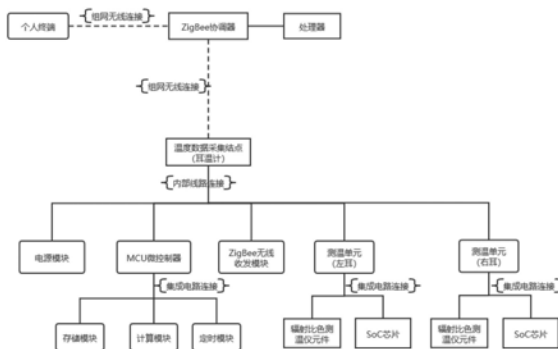 组网无线连接
个人终端
ZigBee协调器
处理器
组网无线连接
温度数据采集结点
(耳温计)
内部线路连接
电源模块
MCU微控制器
ZigBee无线
收发模块
测温单元
(左耳)
测温单元
(右耳)
集成电路连接
集成电路连接
集成电路连接
存储模块
计算模块
定时模块
辐射比色测
温仪元件
SoC芯片
辐射比色测
温仪元件
SoC芯片